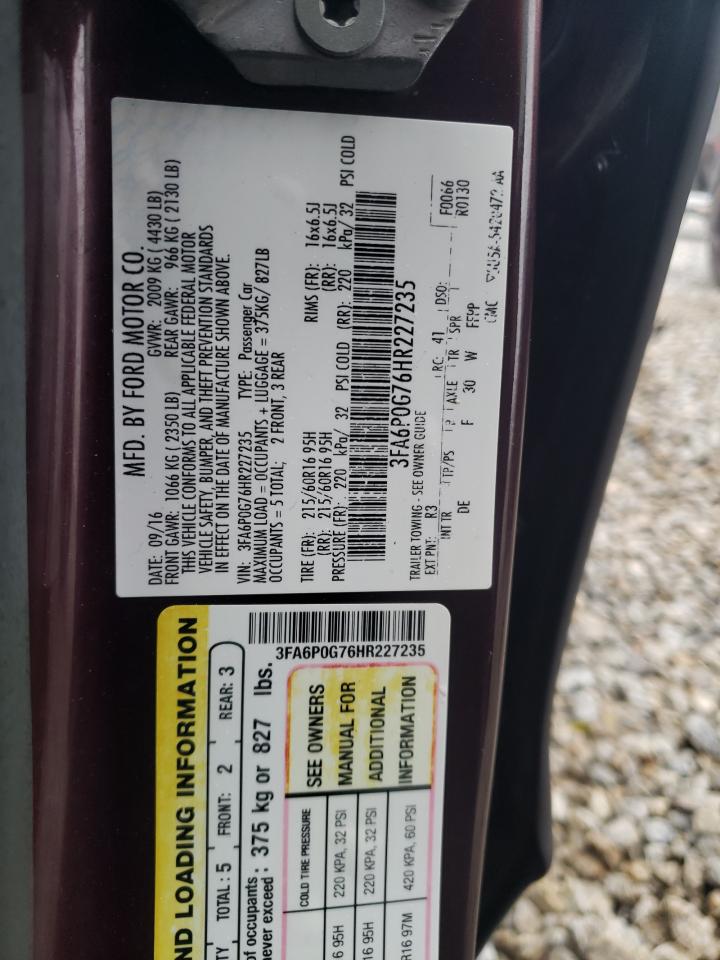 MFD. BY FORD MOTOR CO.
DATE: 09/16 GVWR: 2009 KG ( 4430 LB)
FRONT GAWR: 1066 KG ( 2350 LB) REAR GAWR: 966 KG ( 2130 LB)
THIS VEHICLE CONFORMS TO ALL APPLICABLE FEDERAL MOTOR
VEHICLE SAFETY, BUMPER, AND THEFT PREVENTION STANDARDS
IN EFFECT ON THE DATE OF MANUFACTURE SHOWN ABOVE.
VIN: 3FA6P0G76HR227235 TYPE: Passenger Car
MAXIMUM LOAD = OCCUPANTS + LUGGAGE = 375KG/ 827LB
OCCUPANTS = 5 TOTAL; 2 FRONT, 3 REAR
TIRE (FR): 215/60R16 95H RIMS (FR): 16x6.5J
(RR): 215/60R16 95H (RR): 16x6.5J
PRESSURE (FR): 220 kPa/ 32 PSI COLD (RR): 220 kPa/ 32 PSI COLD
3FA6P0G76HR227235
TRAILER TOWING - SEE OWNER GUIDE
EXT PNT: R3 RC: 41 DSO: F0066
INT TR TP/PS AXLE TR SPR R0130
DE F 30 W
3FA6P0G76HR227235
ND LOADING INFORMATION
TY TOTAL : 5 FRONT: 2 REAR: 3
of occupants
never exceed : 375 kg or 827 lbs.
COLD TIRE PRESSURE
6 95H 220 KPA, 32 PSI
16 95H 220 KPA, 32 PSI
R16 97M 420 KPA, 60 PSI
SEE OWNERS
MANUAL FOR
ADDITIONAL
INFORMATION